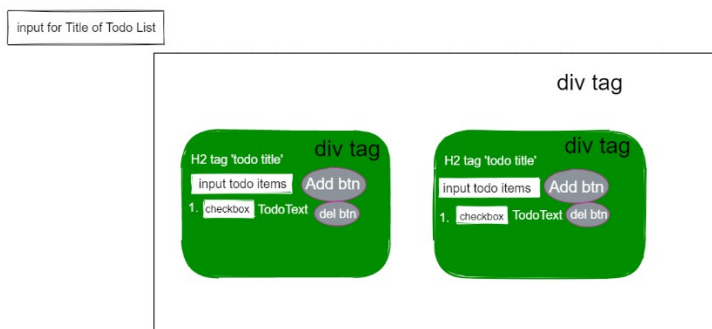 input for Title of Todo List
div tag
div tag
H2 tag 'todo title'
input todo items Add btn
1. checkbox TodoText del btn
div tag
H2 tag 'todo title'
input todo items Add btn
1. checkbox TodoText del btn